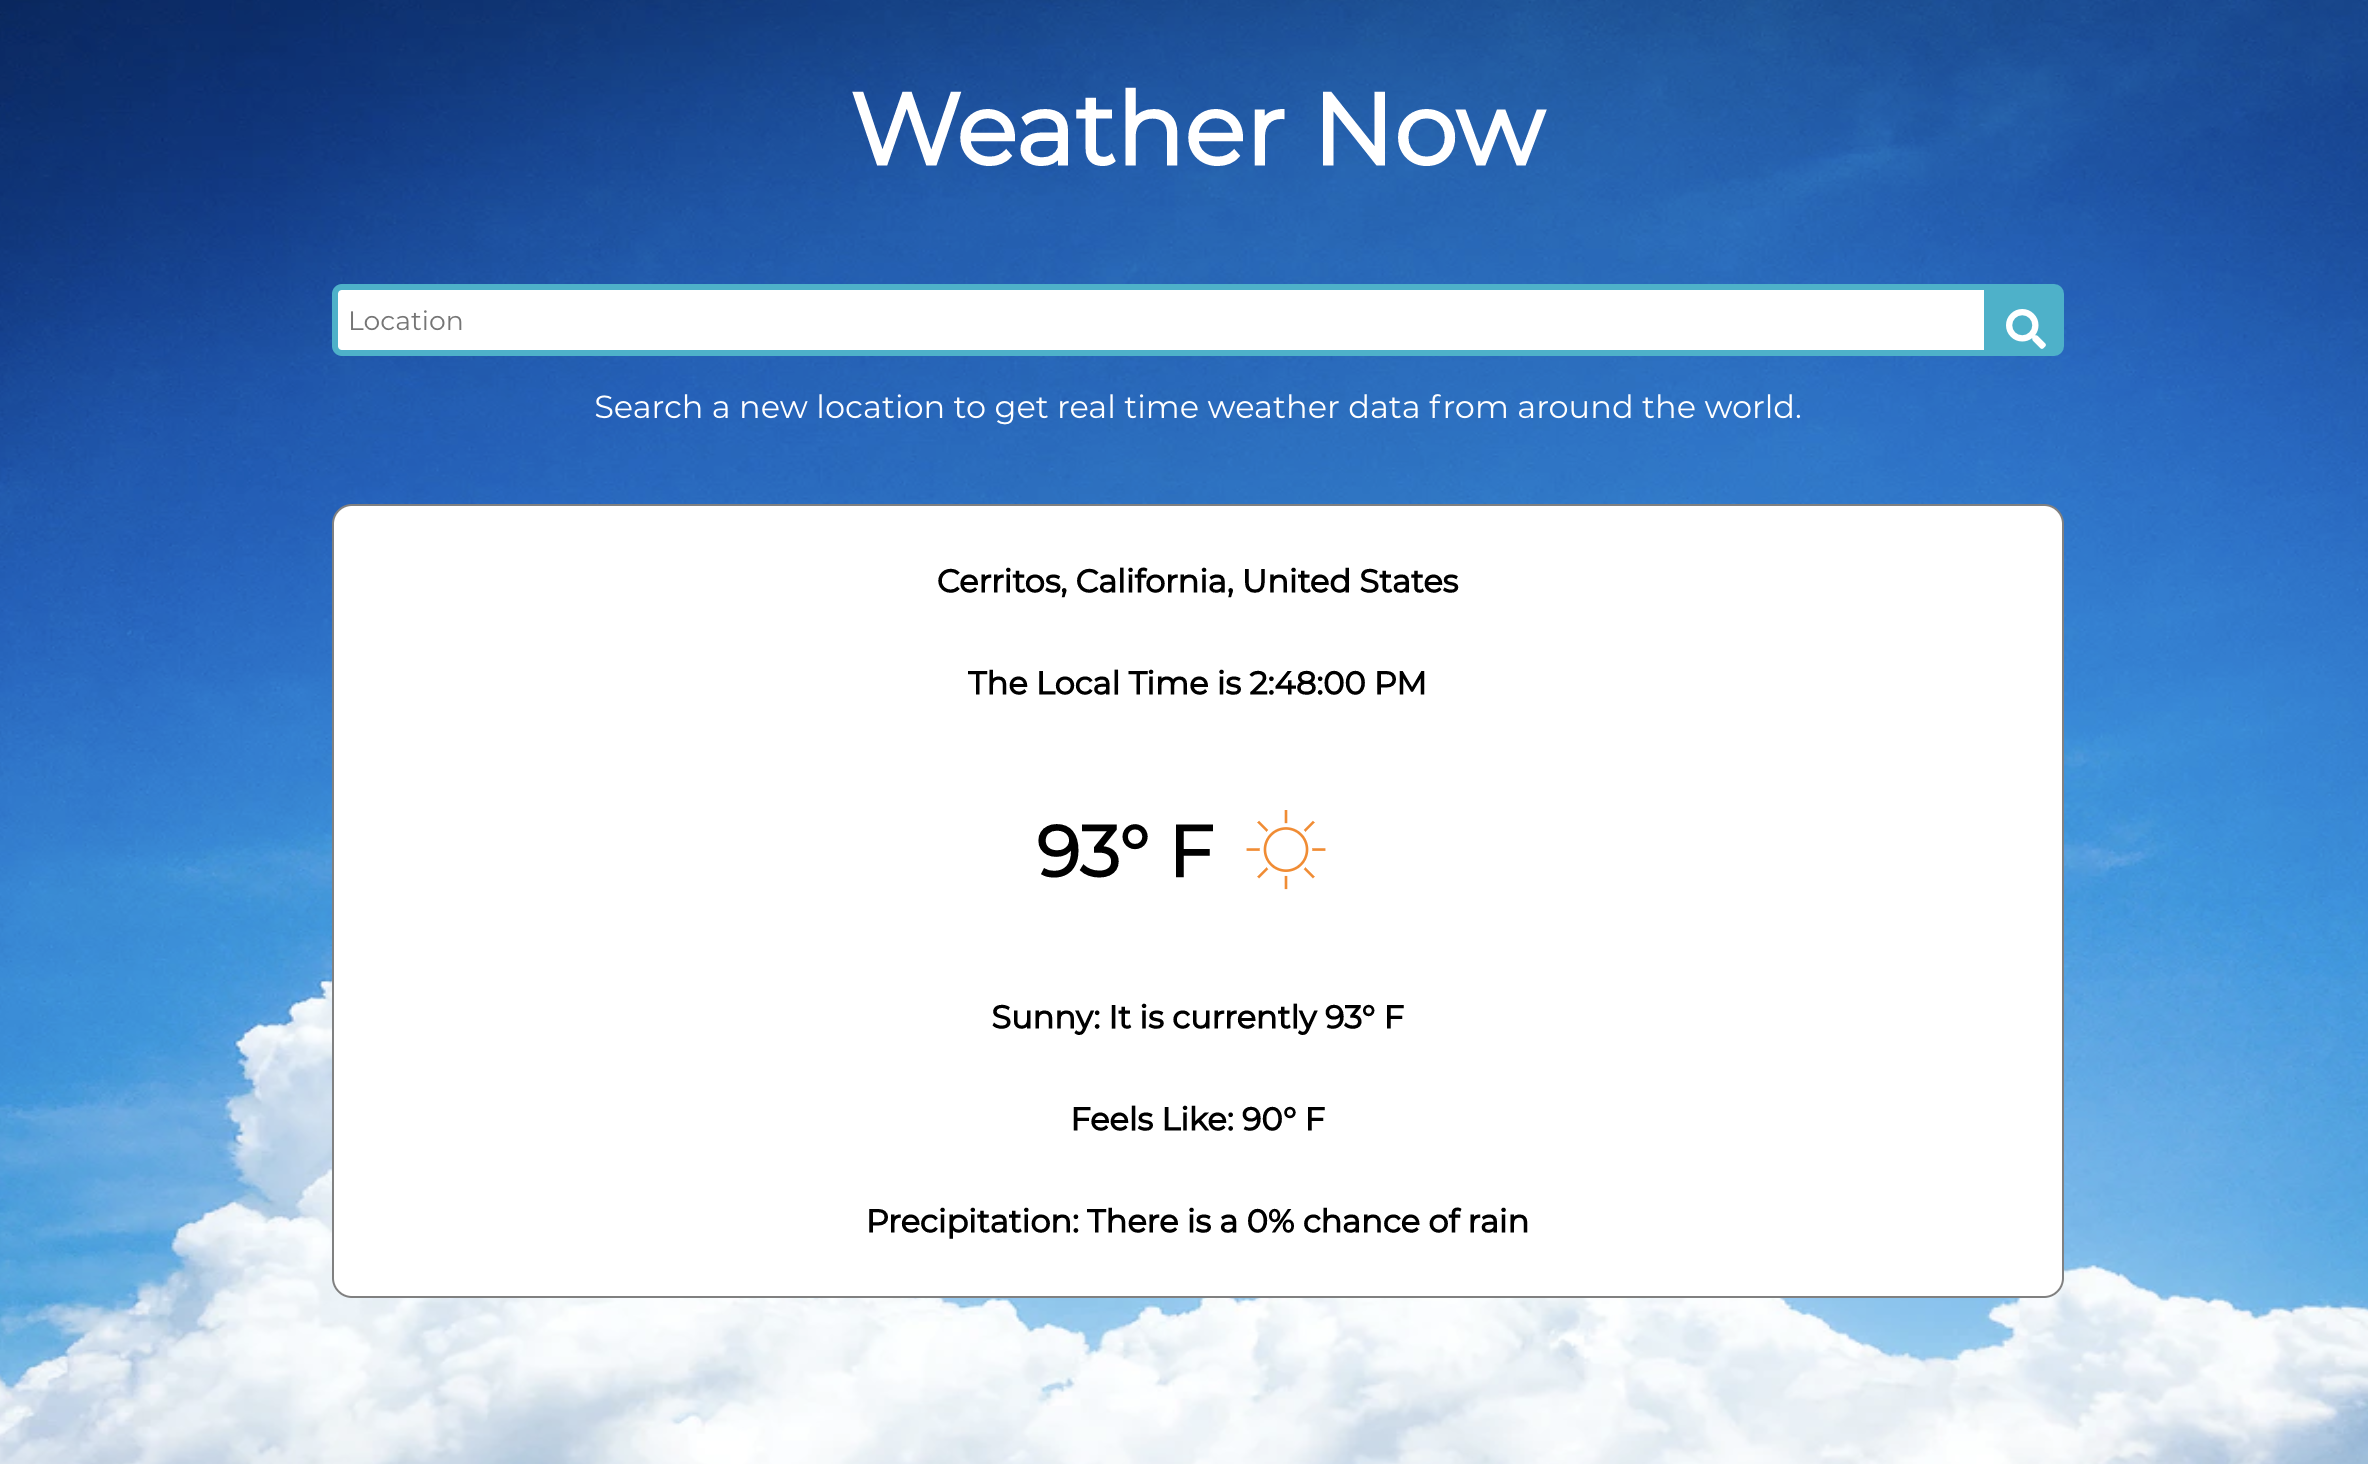 Weather Now
Location
Search a new location to get real time weather data from around the world.
Cerritos, California, United States
The Local Time is 2:48:00 PM
93° F
Sunny: It is currently 93° F
Feels Like: 90° F
Precipitation: There is a 0% chance of rain